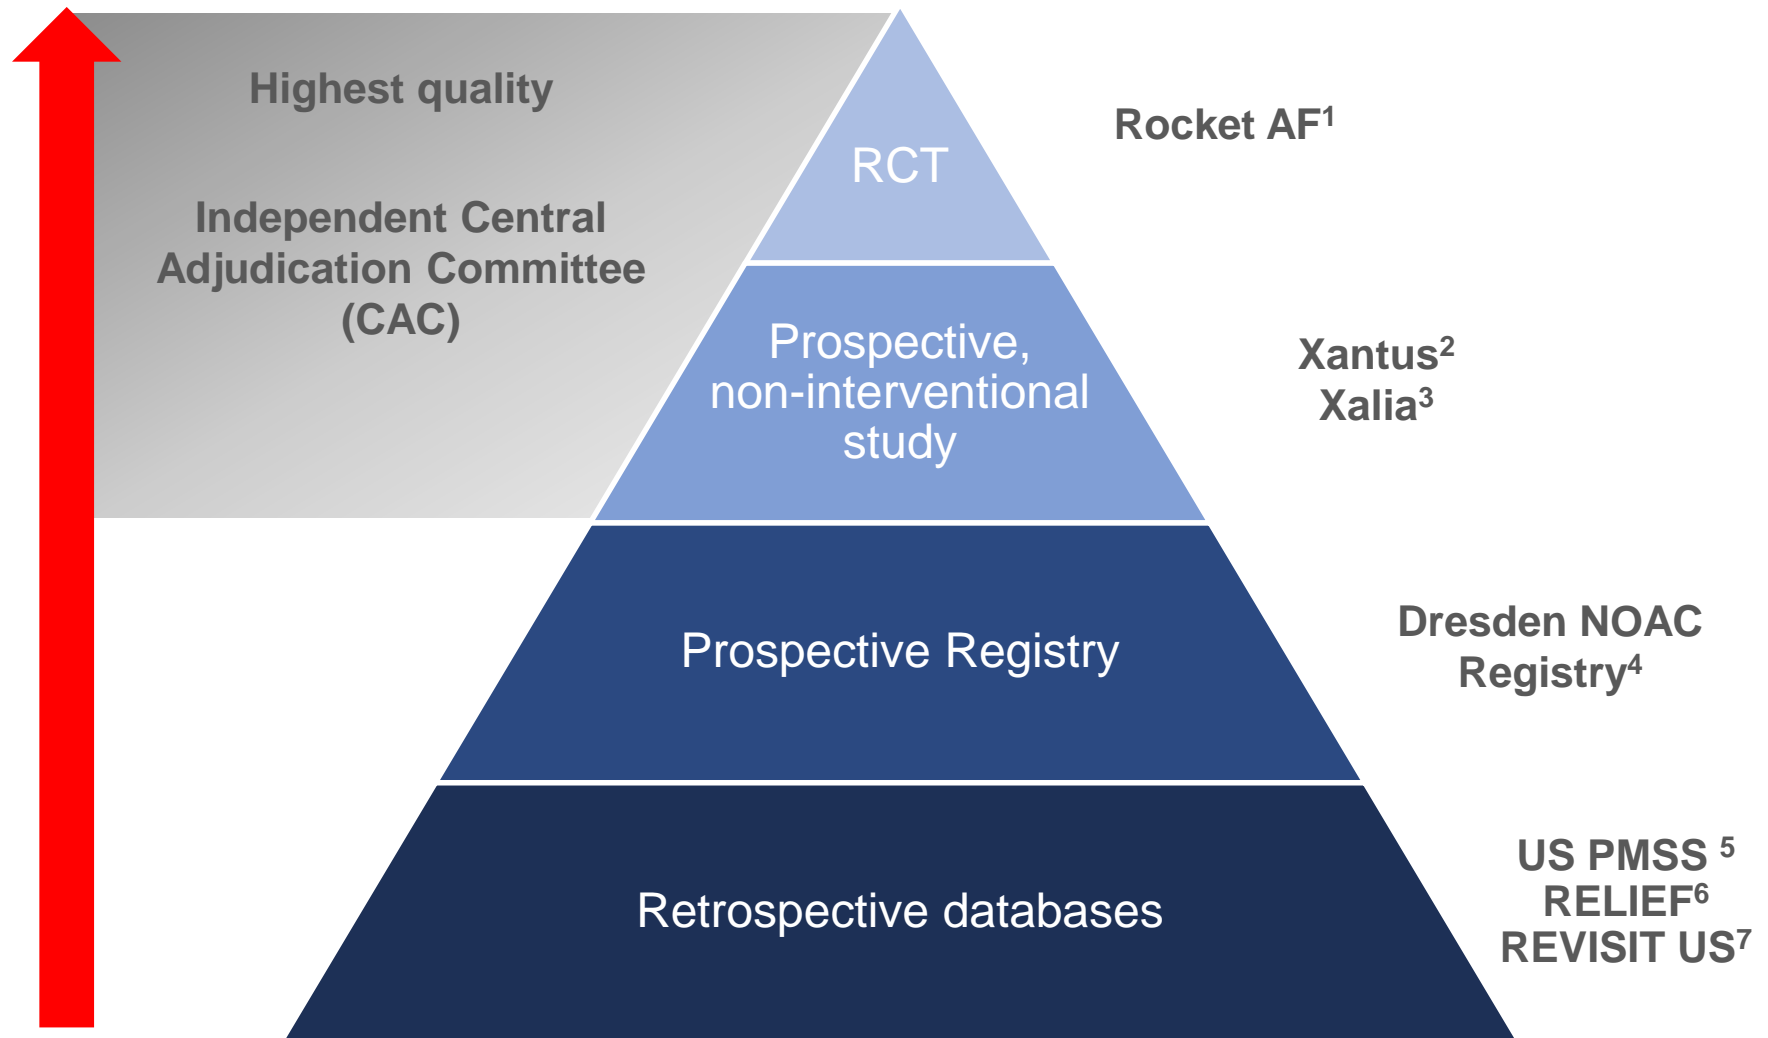 Highest quality
Independent Central
Adjudication Committee
(CAC)
RCT
Rocket AF¹
Prospective,
non-interventional
study
Xantus²
Xalia³
Prospective Registry
Dresden NOAC
Registry⁴
Retrospective databases
US PMSS ⁵
RELIEF⁶
REVISIT US⁷